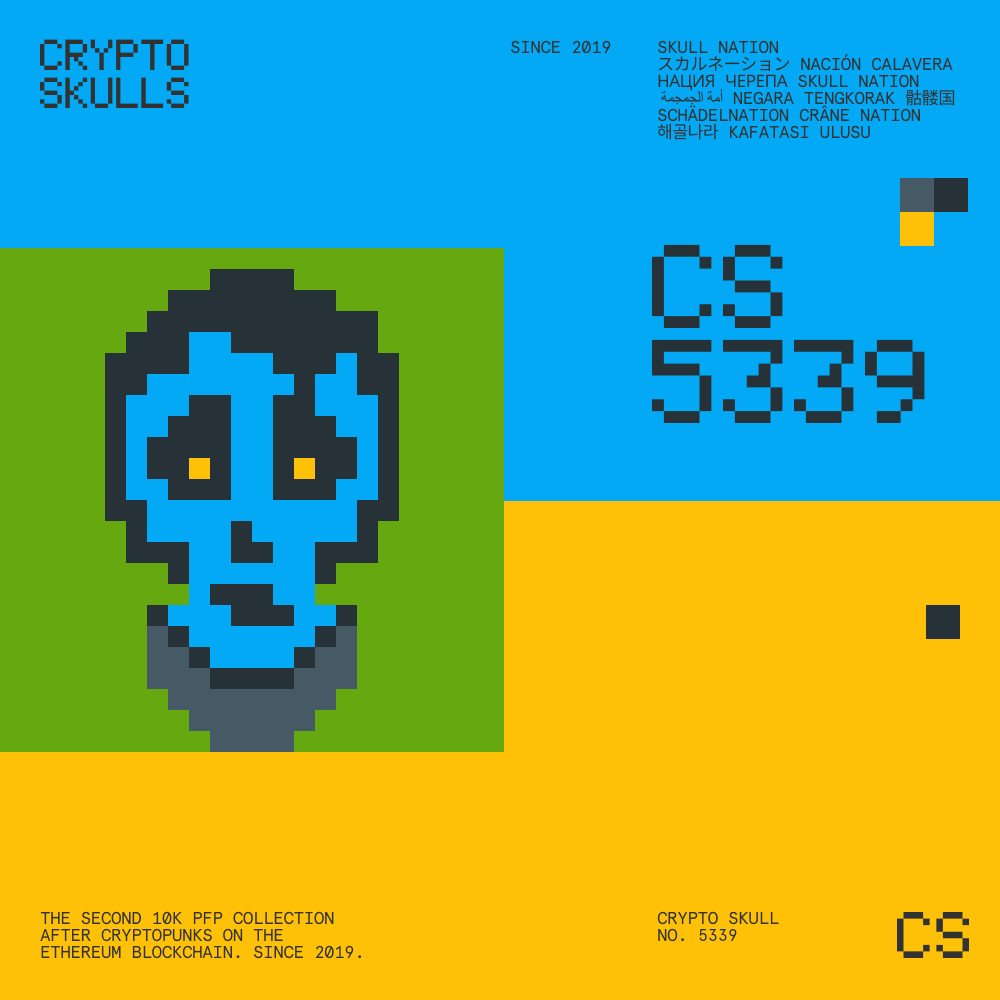 CRYPTO
SKULLS
SINCE 2019
SKULL NATION
スカルネーション NACIÓN CALAVERA
НАЦИЯ ЧЕРЕПА SKULL NATION
أمة الجمجمة NEGARA TENGKORAK 骷髅国
SCHÄDELNATION CRÂNE NATION
해골나라 KAFATASI ULUSU
CS
5339
THE SECOND 10K PFP COLLECTION
AFTER CRYPTOPUNKS ON THE
ETHEREUM BLOCKCHAIN. SINCE 2019.
CRYPTO SKULL
NO. 5339
CS